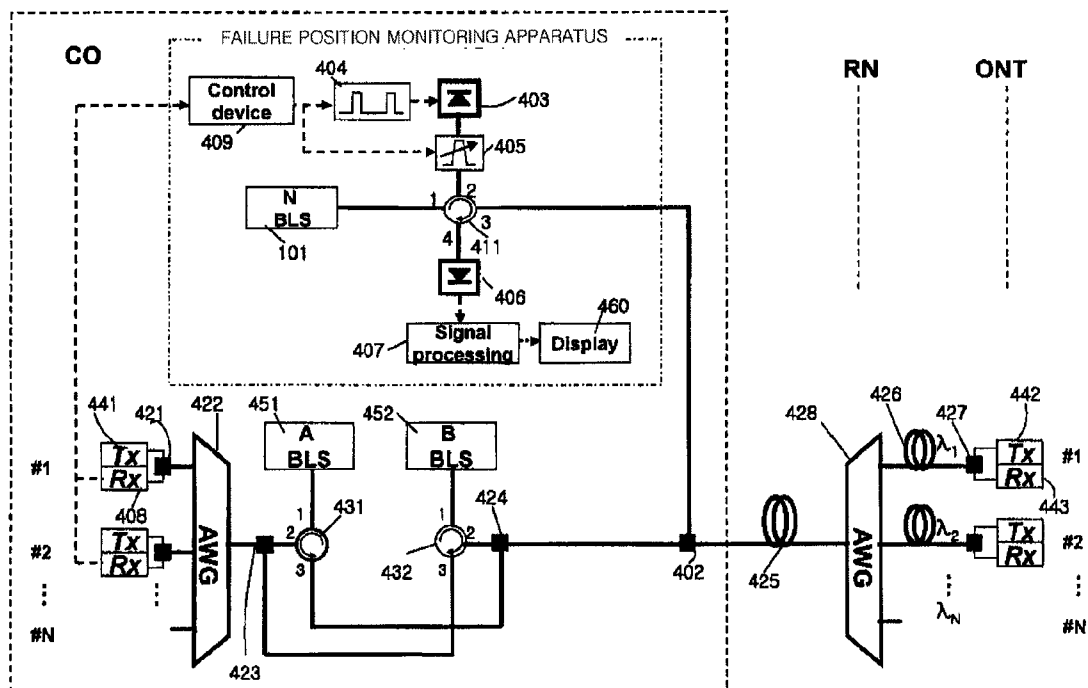 FAILURE POSITION MONITORING APPARATUS
CO
RN
ONT
404
403
Control
device
409
405
N
BLS
101
1
2
3
4
411
406
407
Signal
processing
460
Display
441
421
422
451
A
BLS
452
B
BLS
424
428
426
427
442
#1
Tx
Rx
408
λ1
Tx
Rx
#1
443
AWG
1
2
3
431
1
2
3
432
402
425
AWG
#2
Tx
Rx
λ2
Tx
Rx
#2
λN
#N
#N
423